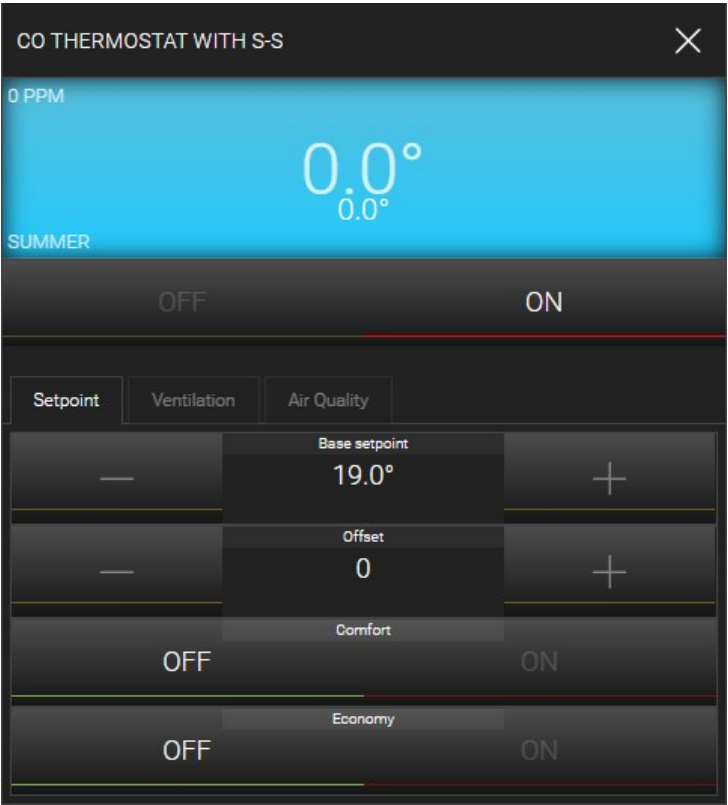 CO THERMOSTAT WITH S-S
0 PPM
0.0°
0.0°
SUMMER
OFF ON
Setpoint Ventilation Air Quality
Base setpoint
— 19.0° +
Offset
— 0 +
Comfort
OFF ON
Economy
OFF ON